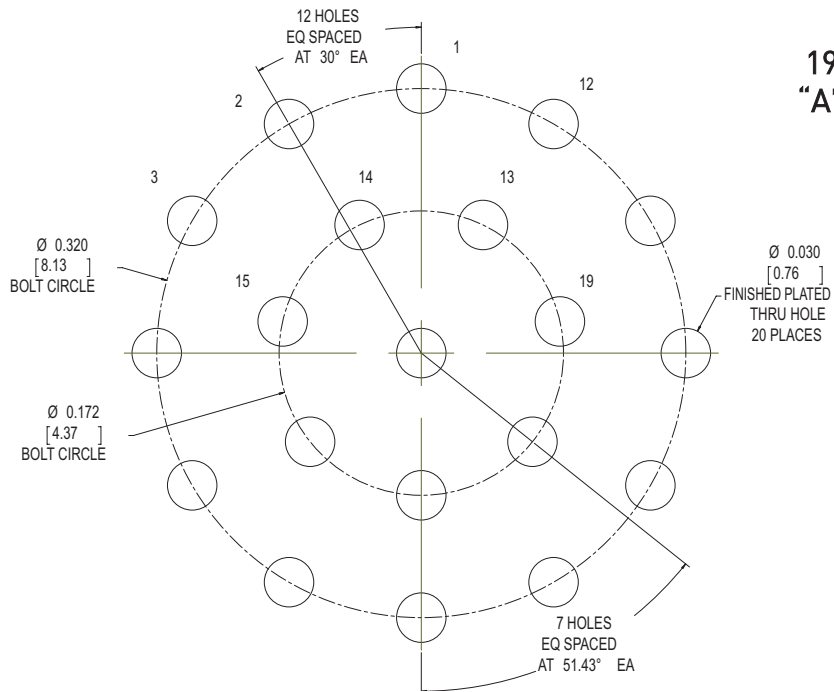 12 HOLES
EQ SPACED
AT 30° EA
1
2
12
19
"A"
3
14
13
Ø 0.320
[8.13 ]
BOLT CIRCLE
15
19
Ø 0.030
[0.76 ]
FINISHED PLATED
THRU HOLE
20 PLACES
Ø 0.172
[4.37 ]
BOLT CIRCLE
7 HOLES
EQ SPACED
AT 51.43° EA